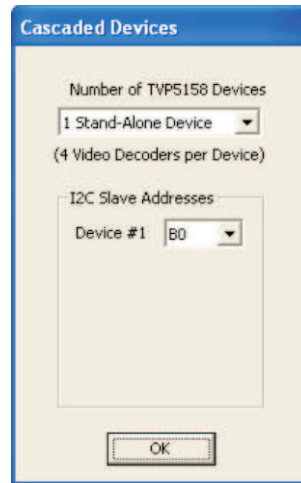 Cascaded Devices
Number of TVP5158 Devices
1 Stand-Alone Device
(4 Video Decoders per Device)
I2C Slave Addresses
Device #1 B0
OK